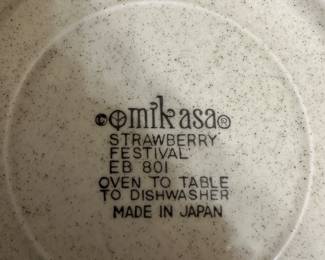 mikasa®
STRAWBERRY
FESTIVAL
EB 801
OVEN TO TABLE
TO DISHWASHER
MADE IN JAPAN